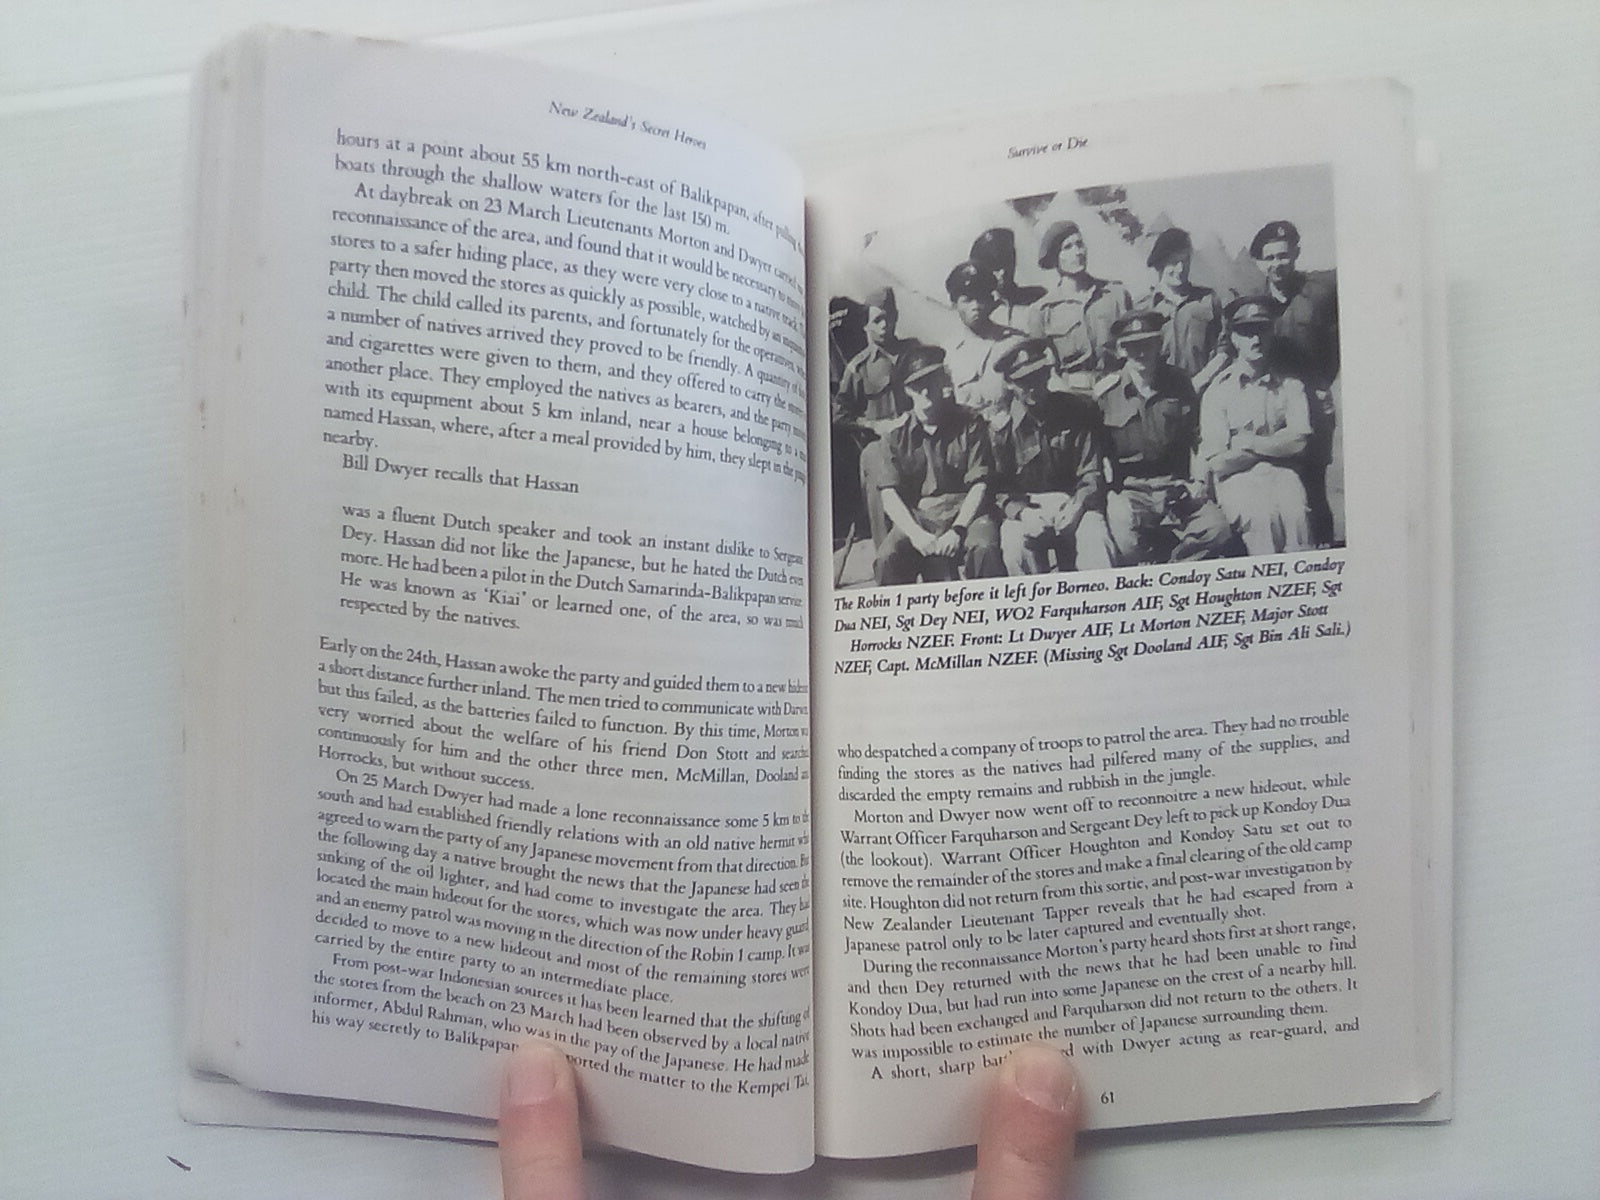 New Zealand's Secret Heroes
hours at a point about 55 km north-east of Balikpapan, after pulling
boats through the shallow waters for the last 150 m.
At daybreak on 23 March Lieutenants Morton and Dwyer carried
reconnaissance of the area, and found that it would be necessary to
stores to a safer hiding place, as they were very close to a native track.
party then moved the stores as quickly as possible, watched by an
child. The child called its parents, and fortunately for the operatives,
a number of natives arrived they proved to be friendly. A quantity of
and cigarettes were given to them, and they offered to carry the stores
another place. They employed the natives as bearers, and the party
with its equipment about 5 km inland, near a house belonging to a
named Hassan, where, after a meal provided by him, they slept in the
nearby.
Bill Dwyer recalls that Hassan
was a fluent Dutch speaker and took an instant dislike to Sergeant
Dey. Hassan did not like the Japanese, but he hated the Dutch even
more. He had been a pilot in the Dutch Samarinda-Balikpapan service.
He was known as 'Kiai' or learned one, of the area, so was much
respected by the natives.
Early on the 24th, Hassan awoke the party and guided them to a new hideout
a short distance further inland. The men tried to communicate with Darwin
but this failed, as the batteries failed to function. By this time, Morton was
very worried about the welfare of his friend Don Stott and searched
continuously for him and the other three men, McMillan, Dooland and
Horrocks, but without success.
On 25 March Dwyer had made a lone reconnaissance some 5 km to the
south and had established friendly relations with an old native hermit who
agreed to warn the party of any Japanese movement from that direction. But
the following day a native brought the news that the Japanese had seen the
sinking of the oil lighter, and had come to investigate the area. They had
located the main hideout for the stores, which was now under heavy guard
and an enemy patrol was moving in the direction of the Robin 1 camp. It was
decided to move to a new hideout and most of the remaining stores were
carried by the entire party to an intermediate place.
From post-war Indonesian sources it has been learned that the shifting of
the stores from the beach on 23 March had been observed by a local native
informer, Abdul Rahman, who was in the pay of the Japanese. He had made
his way secretly to Balikpapan ported the matter to the Kempei Tai,
Survive or Die
The Robin 1 party before it left for Borneo. Back: Condoy Satu NEI, Condoy
Dua NEI, Sgt Dey NEI, WO2 Farquharson AIF, Sgt Houghton NZEF, Sgt
Horrocks NZEF. Front: Lt Dwyer AIF, Lt Morton NZEF, Major Stott
NZEF, Capt. McMillan NZEF. (Missing Sgt Dooland AIF, Sgt Bin Ali Sali.)
who despatched a company of troops to patrol the area. They had no trouble
finding the stores as the natives had pilfered many of the supplies, and
discarded the empty remains and rubbish in the jungle.
Morton and Dwyer now went off to reconnoitre a new hideout, while
Warrant Officer Farquharson and Sergeant Dey left to pick up Kondoy Dua
(the lookout). Warrant Officer Houghton and Kondoy Satu set out to
remove the remainder of the stores and make a final clearing of the old camp
site. Houghton did not return from this sortie, and post-war investigation by
New Zealander Lieutenant Tapper reveals that he had escaped from a
Japanese patrol only to be later captured and eventually shot.
During the reconnaissance Morton's party heard shots first at short range,
and then Dey returned with the news that he had been unable to find
Kondoy Dua, but had run into some Japanese on the crest of a nearby hill.
Shots had been exchanged and Farquharson did not return to the others. It
was impossible to estimate the number of Japanese surrounding them.
A short, sharp with Dwyer acting as rear-guard, and
61